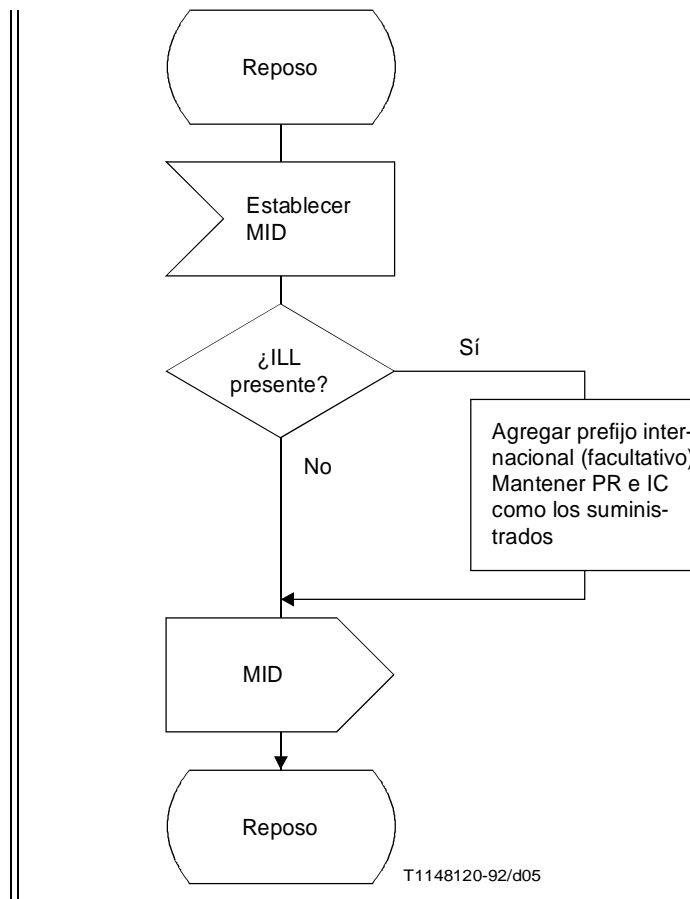 Reposo
Establecer
MID
¿ILL
presente?
Sí
No
Agregar prefijo inter-
nacional (facultativo)
Mantener PR e IC
como los suminis-
trados
MID
Reposo
T1148120-92/d05